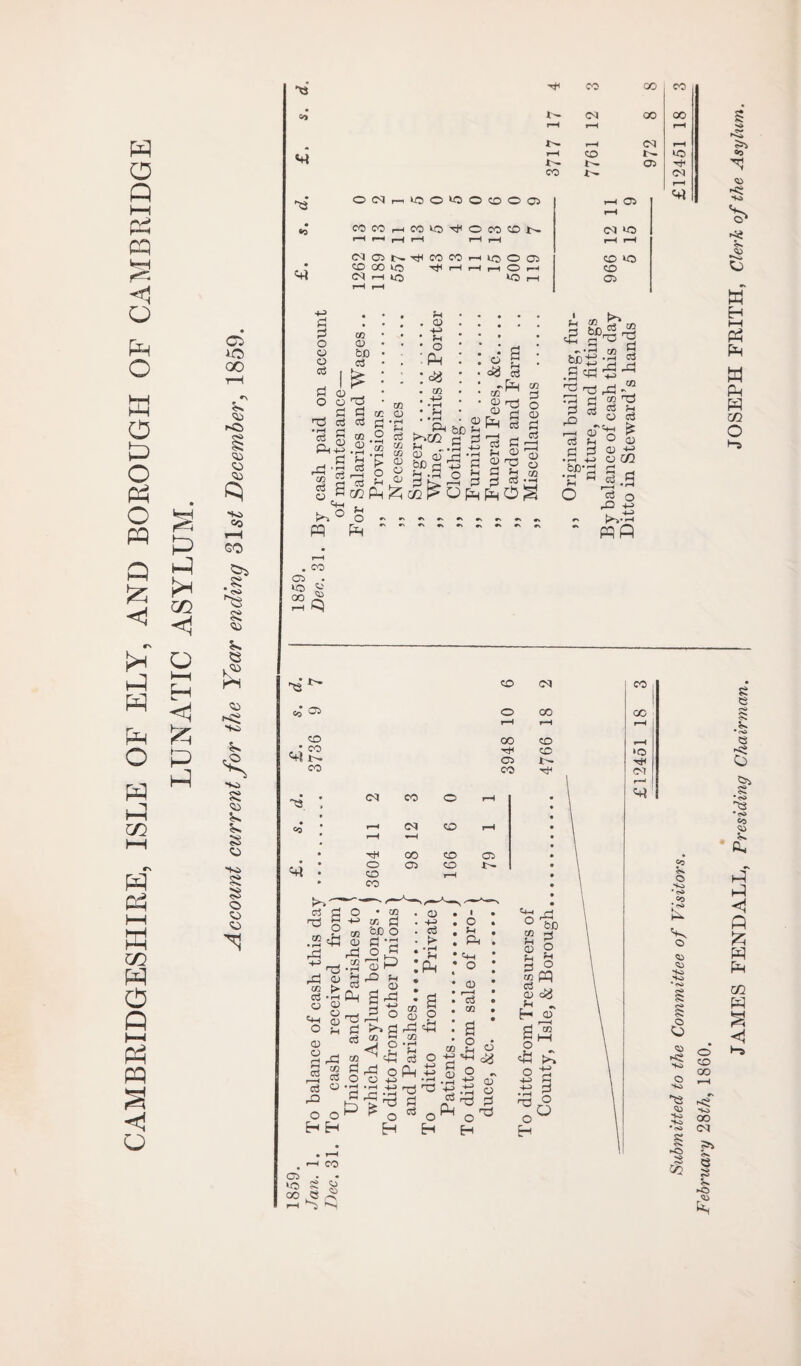 CAMBRIDGESHIRE, ISLE OF ELY, AND BOROUGH OF CAMBRIDGE
LUNATIC ASYLUM.
Account current for the Year ending 31st December, 1859.
£. s. d. £. s. d.
1859.
Jan. 1. To balance of cash this day .......... 3736 9 7
Dec. 31. To cash received from
Unions and Parishes to
which Asylum belongs. 3604 11 2
To ditto from other Unions
and Parishes......... 98 12 3
To ditto from Private
Patients............ 166 6 0
To ditto from sale of pro-
duce, &c. ........... 79 1 1
3948 10 6
To ditto from Treasurers of
County, Isle, & Borough............ 4766 18 2
£12451 18 3
£. s. d. £. s. d.
1859.
Dec. 31. By cash paid on account
of maintenance—
For Salaries and Wages... 1262 13 0
,, Provisions ............ 1189 13 2
,, Necessaries ........... 557 11 1
,, Surgery .............. 4 13 5
,, Wine, Spirits & Porter 43 5 0
,, Clothing.............. 13 4 5
,, Furniture ............ 11 10 0
,, Funeral Fees, &c...... 15 13 6
,, Garden and Farm .. 500 6 0
,, Miscellaneous ........ 119 7 9
3717 17 4
,, Original building, fur-
niture, and fittings 7761 12 3
By balance of cash this day 966 12 11
Ditto in Steward's hands 5 15 9
972 8 8
£12451 18 3
Submitted to the Committee of Visitors.
February 28th, 1860.
JAMES FENDALL, Presiding Chairman.
JOSEPH FRITH, Clerk of the Asylum.